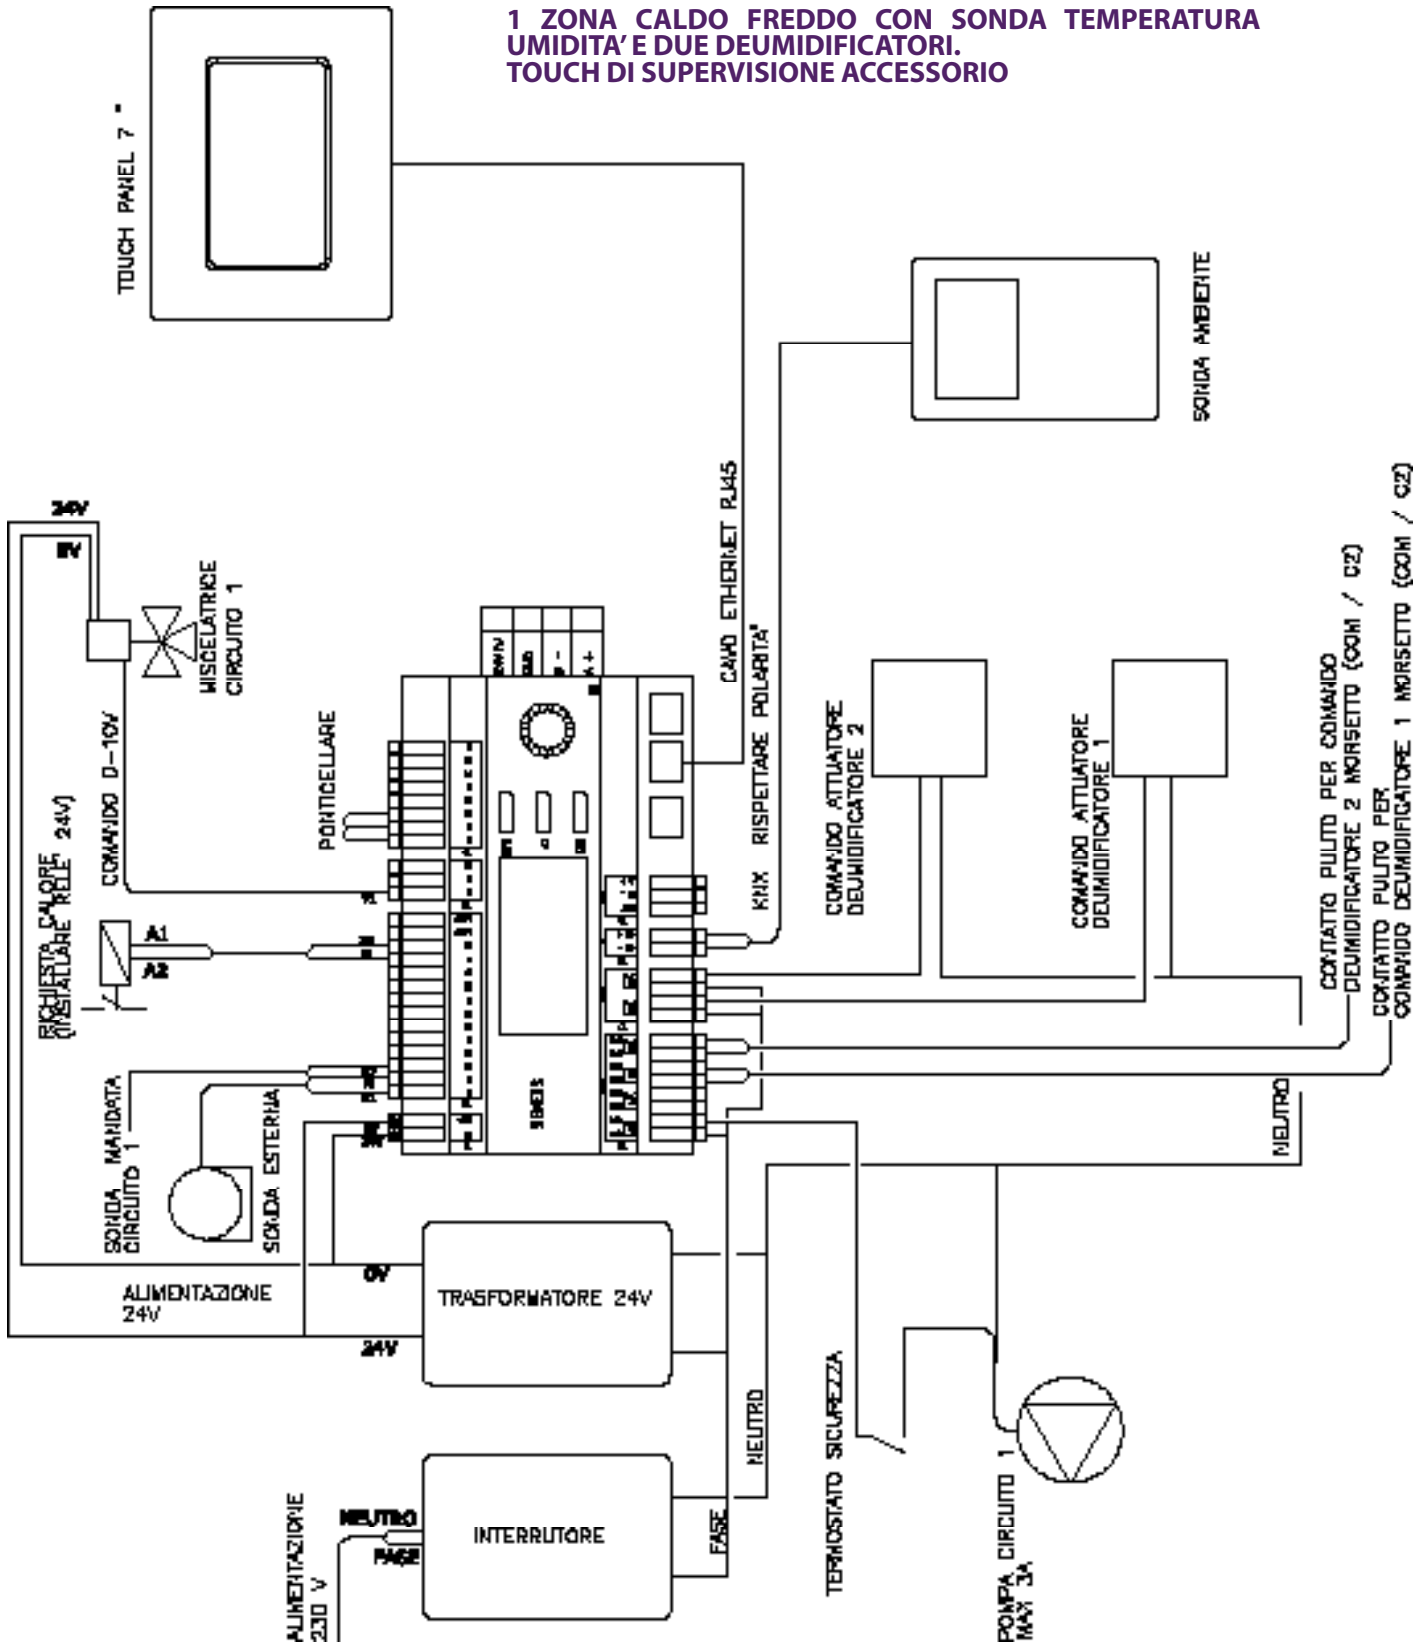 1 ZONA CALDO FREDDO CON SONDA TEMPERATURA
UMIDITA' E DUE DEUMIDIFICATORI.
TOUCH DI SUPERVISIONE ACCESSORIO
TOUCH PANEL 7 "
SONDA AMBIENTE
CAVO ETHERNET RJ45
24V
0V
MISCELATRICE
CIRCUITO 1
COMANDO 0-10V
PONTICELLARE
RICHIESTA CALORE
(INSTALLARE RELE' 24V)
A1
A2
KNX RISPETTARE POLARITA'
COMANDO ATTUATORE
DEUMIDIFICATORE 2
COMANDO ATTUATORE
DEUMIDIFICATORE 1
CONTATTO PULITO PER COMANDO
DEUMIDIFICATORE 2 MORSETTO (COM / C2)
CONTATTO PULITO PER
COMANDO DEUMIDIFICATORE 1 MORSETTO (COM / C2)
B -
A +
SONDA MANDATA
CIRCUITO 1
SONDA ESTERNA
NEUTRO
ALIMENTAZIONE
24V
0V
24V
TRASFORMATORE 24V
NEUTRO
TERMOSTATO SICUREZZA
ALIMENTAZIONE
230 V
NEUTRO
FASE
INTERRUTORE
FASE
POMPA CIRCUITO 1
MAX 3A